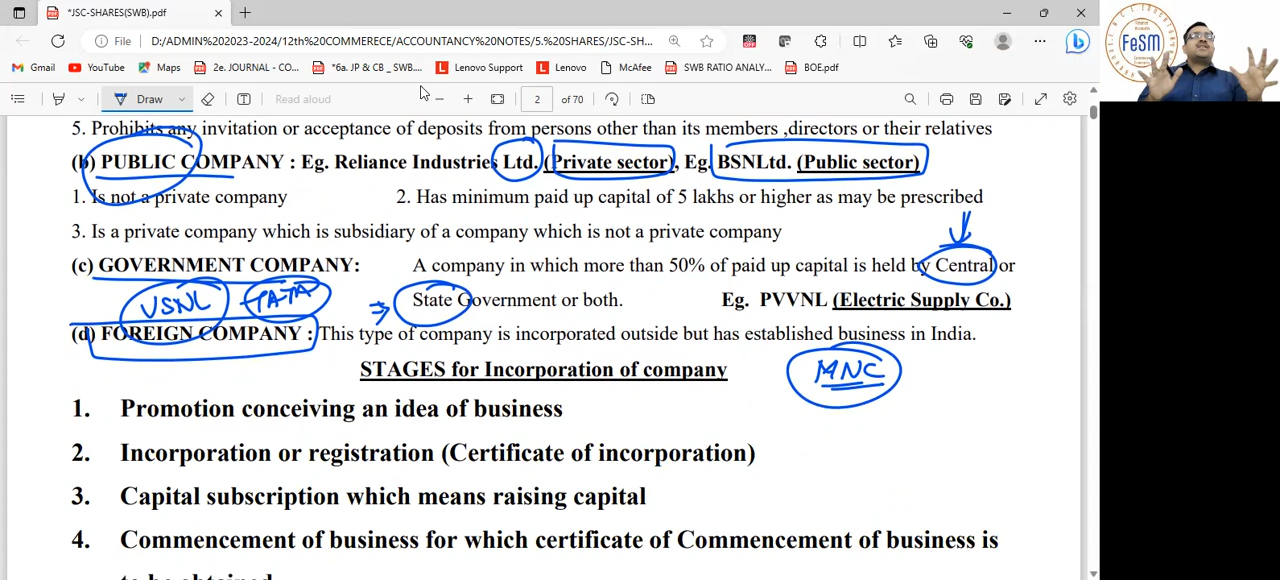 *JSC-SHARES(SWB).pdf
File D:/ADMIN%202023-2024/12th%20COMMERECE/ACCOUNTANCE%20NOTES/5.%20SHARES/JSC-SH...
Gmail YouTube Maps 2e. JOURNAL - CO... *6a. JP & 8B _ SWB.... Lenovo Support Lenovo McAfee SWB RATIO ANALY... BOE.pdf
Draw Read aloud 2 of 70
FeSM
5. Prohibits any invitation or acceptance of deposits from persons other than its members ,directors or their relatives
(b) PUBLIC COMPANY : Eg. Reliance Industries Ltd. (Private sector), Eg. BSNLtd. (Public sector)
1. Is not a private company 2. Has minimum paid up capital of 5 lakhs or higher as may be prescribed
3. Is a private company which is subsidiary of a company which is not a private company
(c) GOVERNMENT COMPANY: A company in which more than 50% of paid up capital is held by Central or
VSNL TATA State Government or both. Eg. PVVNL (Electric Supply Co.)
(d) FOREIGN COMPANY : This type of company is incorporated outside but has established business in India.
STAGES for Incorporation of company
MNC
1. Promotion conceiving an idea of business
2. Incorporation or registration (Certificate of incorporation)
3. Capital subscription which means raising capital
4. Commencement of business for which certificate of Commencement of business is
to be obtained